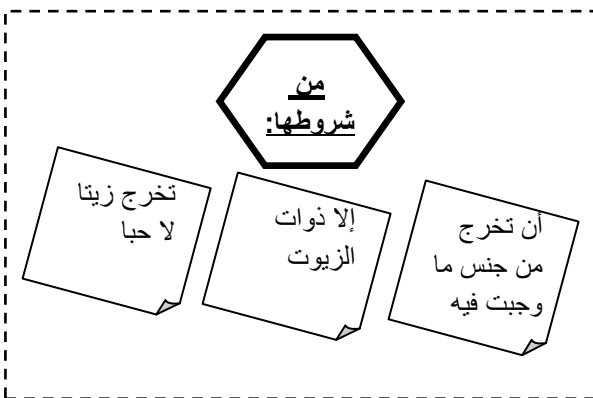 من
شروطها:
أن تخرج
من جنس ما
وجبت فيه
إلا ذوات
الزيوت
تخرج زيتا
لا حبا